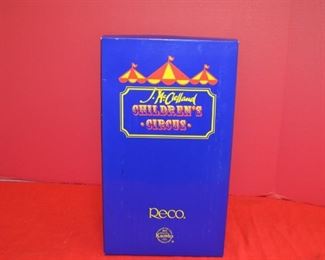 J. McClelland
CHILDREN'S
• CIRCUS •
Reco.